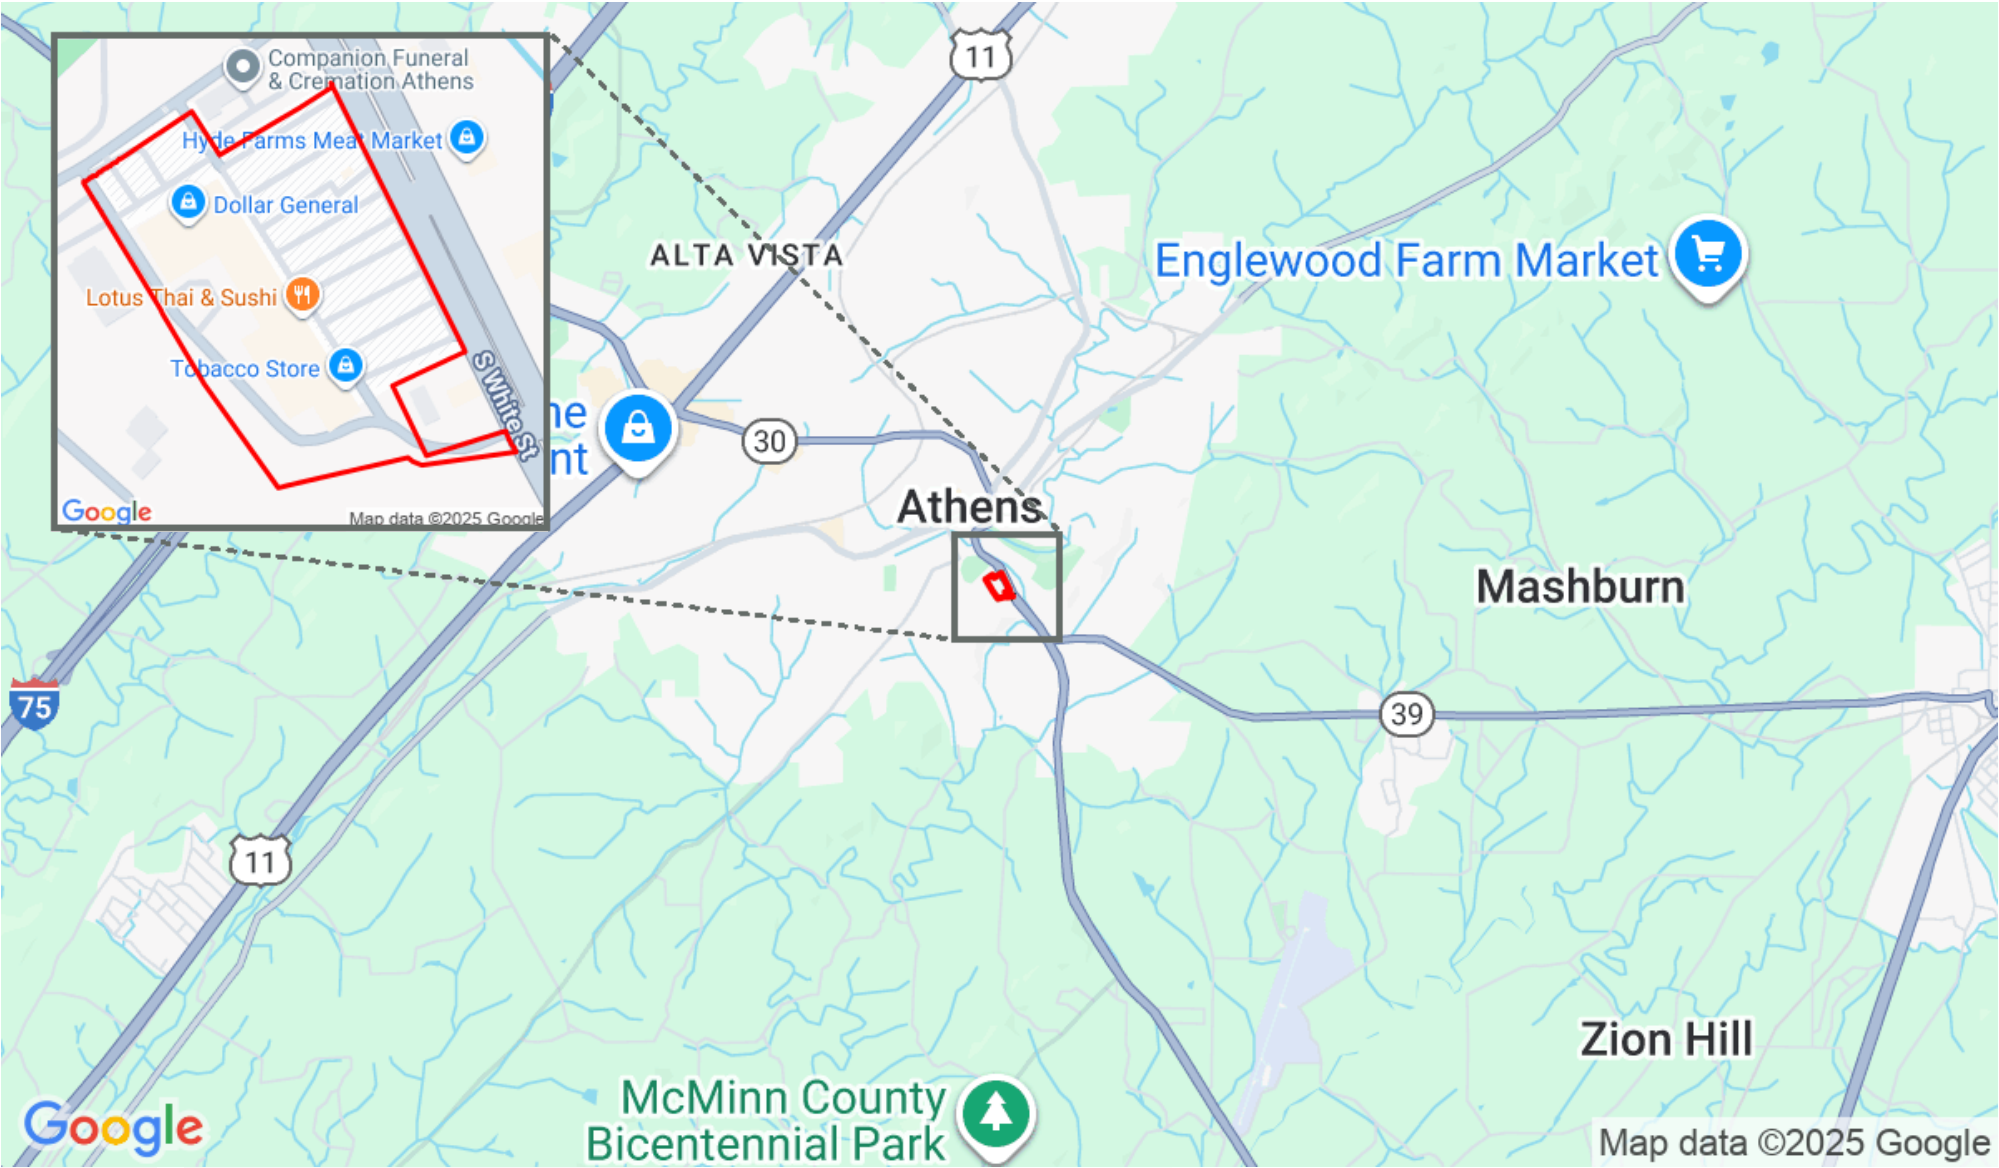 Companion Funeral
& Cremation Athens
Hyde Farms Meat Market
Dollar General
Lotus Thai & Sushi
Tobacco Store
S White St
Google
Map data ©2025 Google
11
ALTA VISTA
Englewood Farm Market
30
Athens
Mashburn
75
39
11
Zion Hill
McMinn County
Bicentennial Park
Google
Map data ©2025 Google